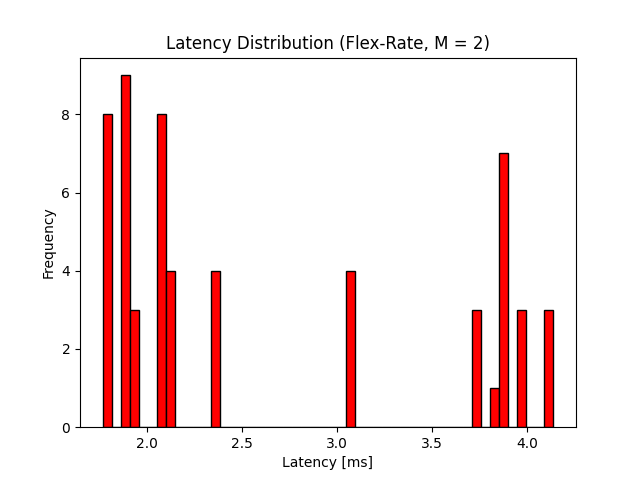 Latency Distribution (Flex-Rate, M = 2)
Frequency
8
6
4
2
0
2.0 2.5 3.0 3.5 4.0
Latency [ms]